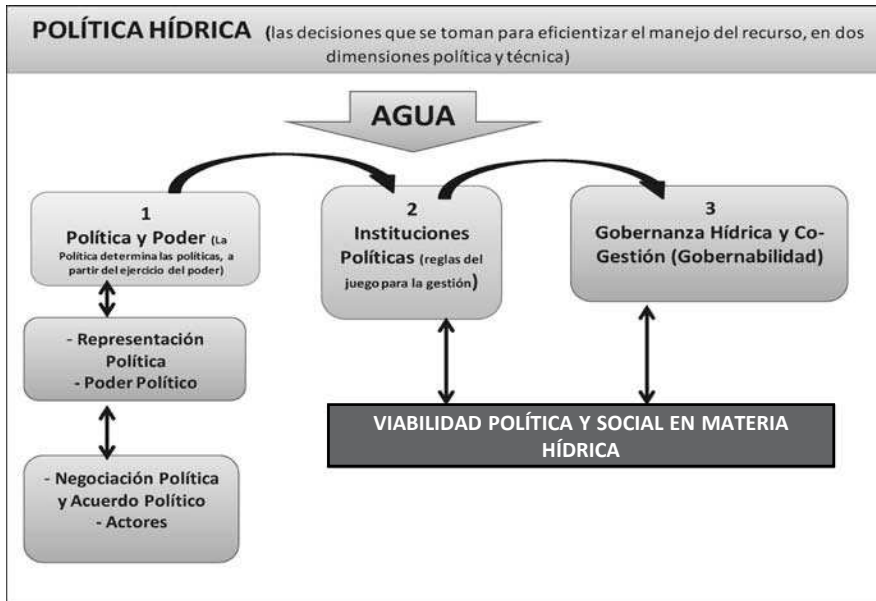 POLÍTICA HÍDRICA (las decisiones que se toman para eficientizar el manejo del recurso, en dos
dimensiones política y técnica)
AGUA
1
Política y Poder (La
Política determina las políticas, a
partir del ejercicio del poder)
- Representación
Política
- Poder Político
- Negociación Política
y Acuerdo Político
- Actores
2
Instituciones
Políticas (reglas del
juego para la gestión)
3
Gobernanza Hídrica y Co-
Gestión (Gobernabilidad)
VIABILIDAD POLÍTICA Y SOCIAL EN MATERIA
HÍDRICA